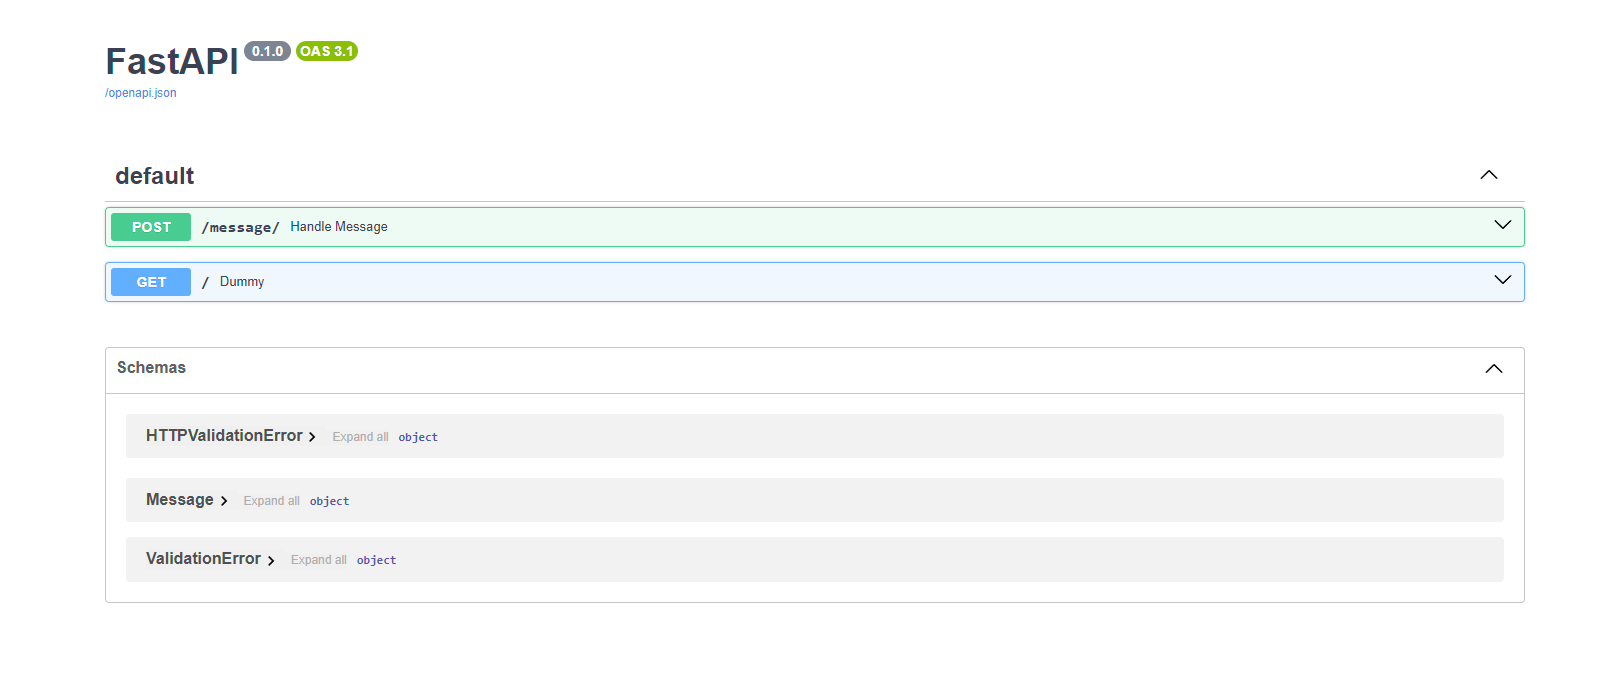 FastAPI 0.1.0 OAS 3.1
/openapi.json
default
POST /message/ Handle Message
GET / Dummy
Schemas
HTTPValidationError Expand all object
Message Expand all object
ValidationError Expand all object